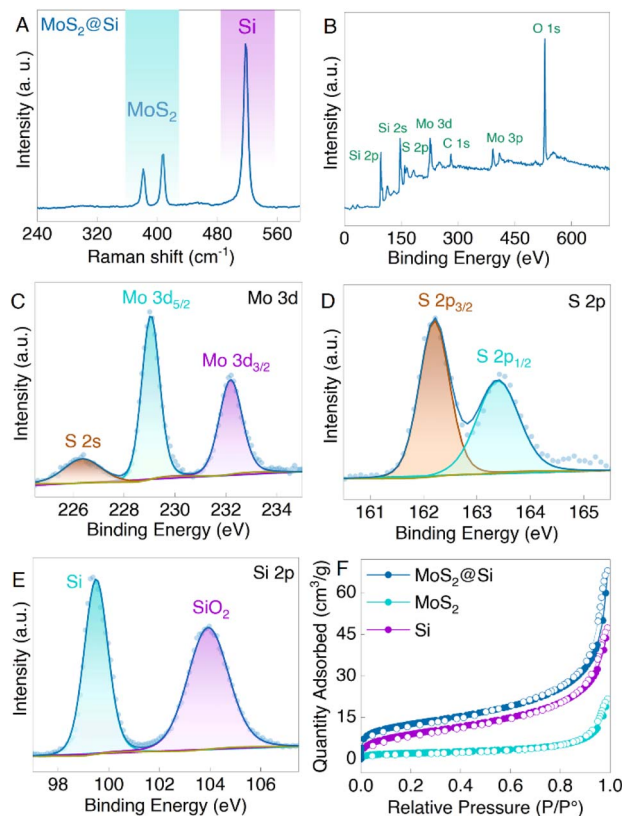 A
MoS₂@Si
Si
MoS₂
Intensity (a. u.)
240 320 400 480 560
Raman shift (cm⁻¹)
B
O 1s
Si 2s
Mo 3d
S 2p
C 1s
Mo 3p
Si 2p
Intensity (a. u.)
0 150 300 450 600
Binding Energy (eV)
C
Mo 3d₅/₂
Mo 3d
Mo 3d₃/₂
S 2s
Intensity (a.u.)
226 228 230 232 234
Binding Energy (eV)
D
S 2p₃/₂
S 2p
S 2p₁/₂
Intensity (a.u.)
161 162 163 164 165
Binding Energy (eV)
E
Si
Si 2p
SiO₂
Intensity (a.u.)
98 100 102 104 106
Binding Energy (eV)
F
MoS₂@Si
MoS₂
Si
Quantity Adsorbed (cm³/g)
60
45
30
15
0
0.0 0.2 0.4 0.6 0.8 1.0
Relative Pressure (P/P°)